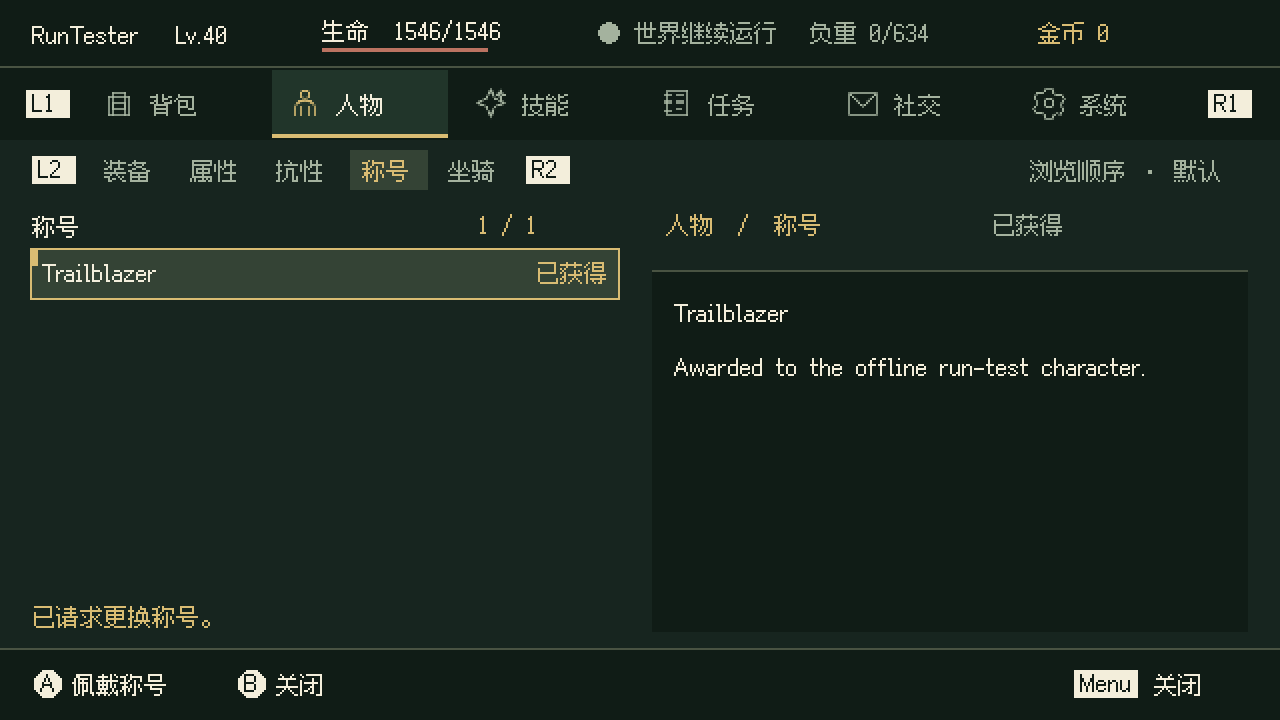 RunTester Lv.40 生命 1546/1546 世界继续运行 负重 0/634 金币 0
L1 背包 人物 技能 任务 社交 系统 R1
L2 装备 属性 抗性 称号 坐骑 R2 浏览顺序 · 默认
称号 1 / 1
人物 / 称号 已获得
Trailblazer 已获得
Trailblazer
Awarded to the offline run-test character.
已请求更换称号。
A 佩戴称号 B 关闭 Menu 关闭